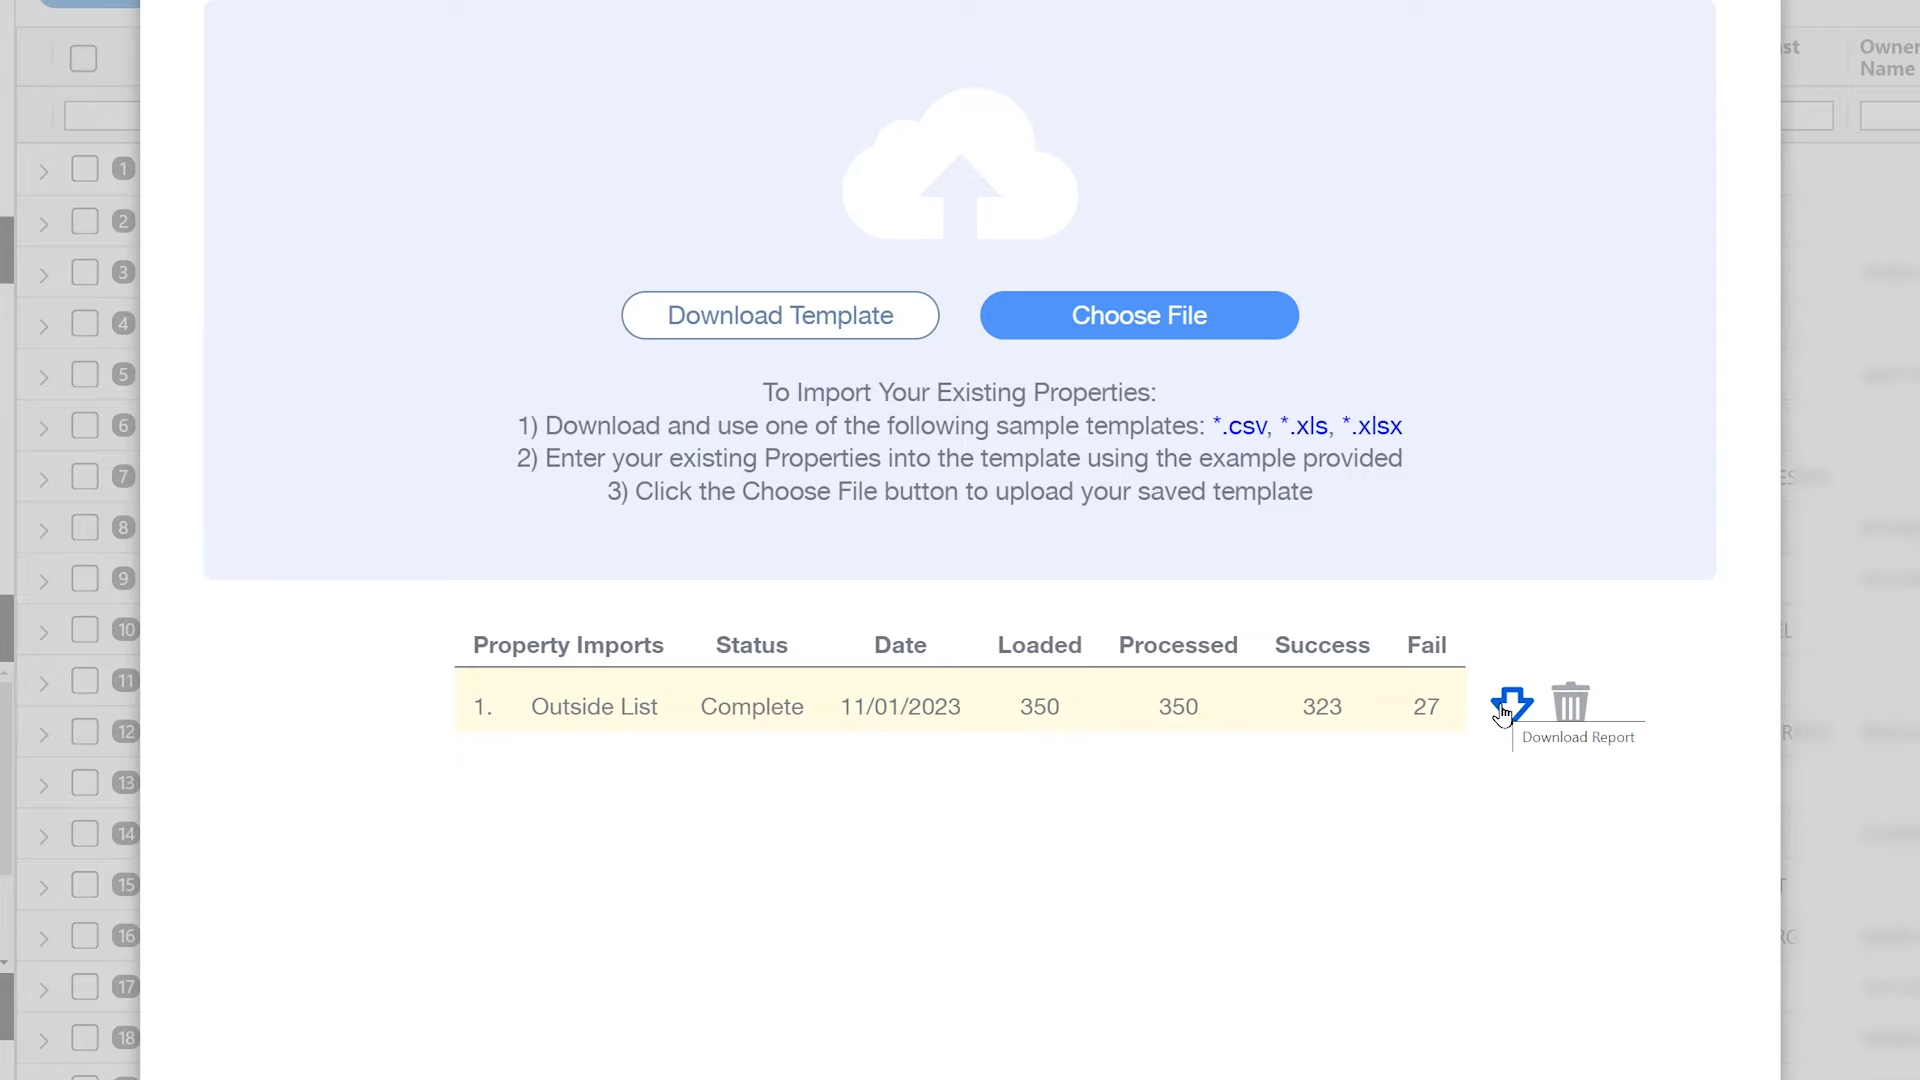 Owner
Name
1
2
3
4
5
6
7
8
9
10
11
12
13
14
15
16
17
18
Download Template
Choose File
To Import Your Existing Properties:
1) Download and use one of the following sample templates: *.csv, *.xls, *.xlsx
2) Enter your existing Properties into the template using the example provided
3) Click the Choose File button to upload your saved template
Property Imports Status Date Loaded Processed Success Fail
1. Outside List Complete 11/01/2023 350 350 323 27
Download Report